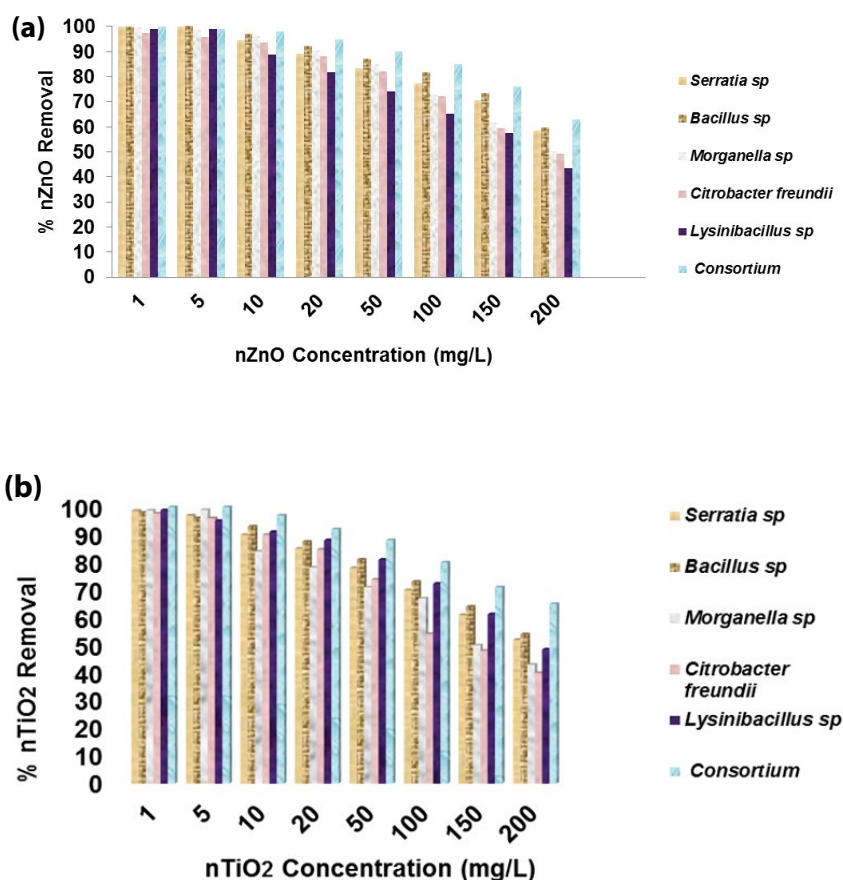 (a)
100
90
80
70
60
50
40
30
20
10
0
% nZnO Removal
1 5 10 20 50 100 150 200
nZnO Concentration (mg/L)
Serratia sp
Bacillus sp
Morganella sp
Citrobacter freundii
Lysinibacillus sp
Consortium
(b)
100
90
80
70
60
50
40
30
20
10
0
% nTiO2 Removal
1 5 10 20 50 100 150 200
nTiO2 Concentration (mg/L)
Serratia sp
Bacillus sp
Morganella sp
Citrobacter
freundii
Lysinibacillus sp
Consortium